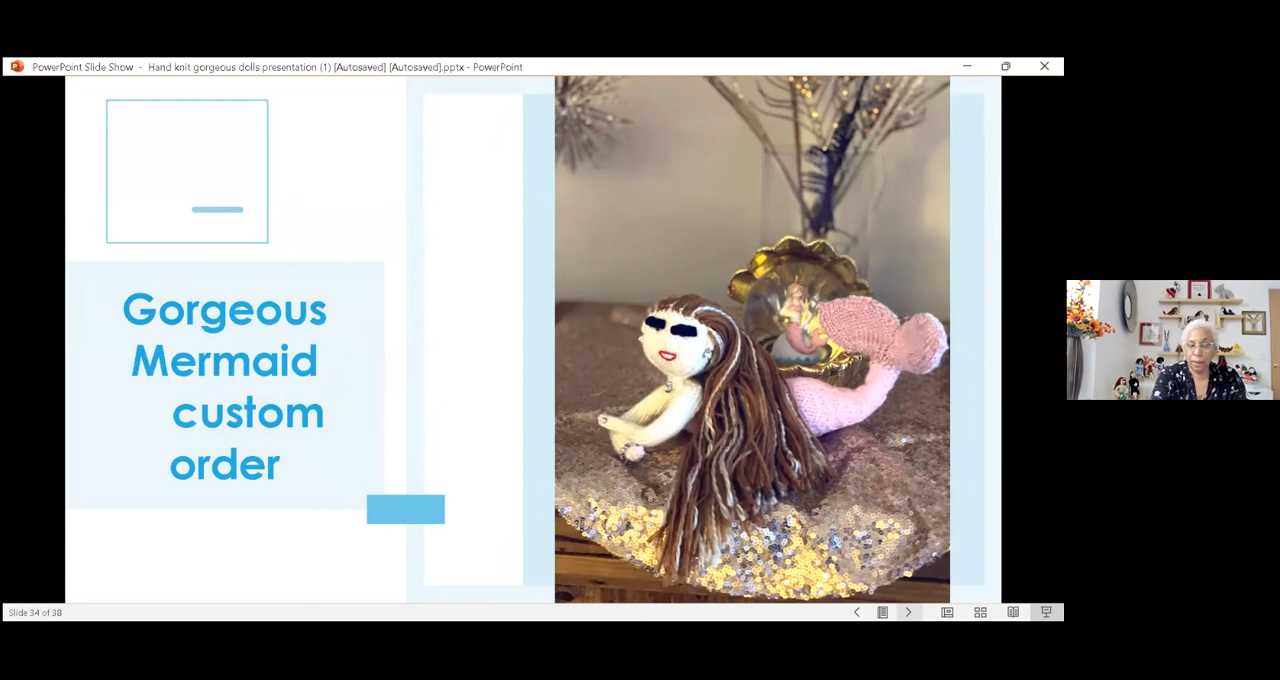 PowerPoint Slide Show - Hand knit gorgeous dolls presentation (1) [Autosaved] [Autosaved].pptx - PowerPoint
Gorgeous
Mermaid
custom
order
Slide 34 of 38